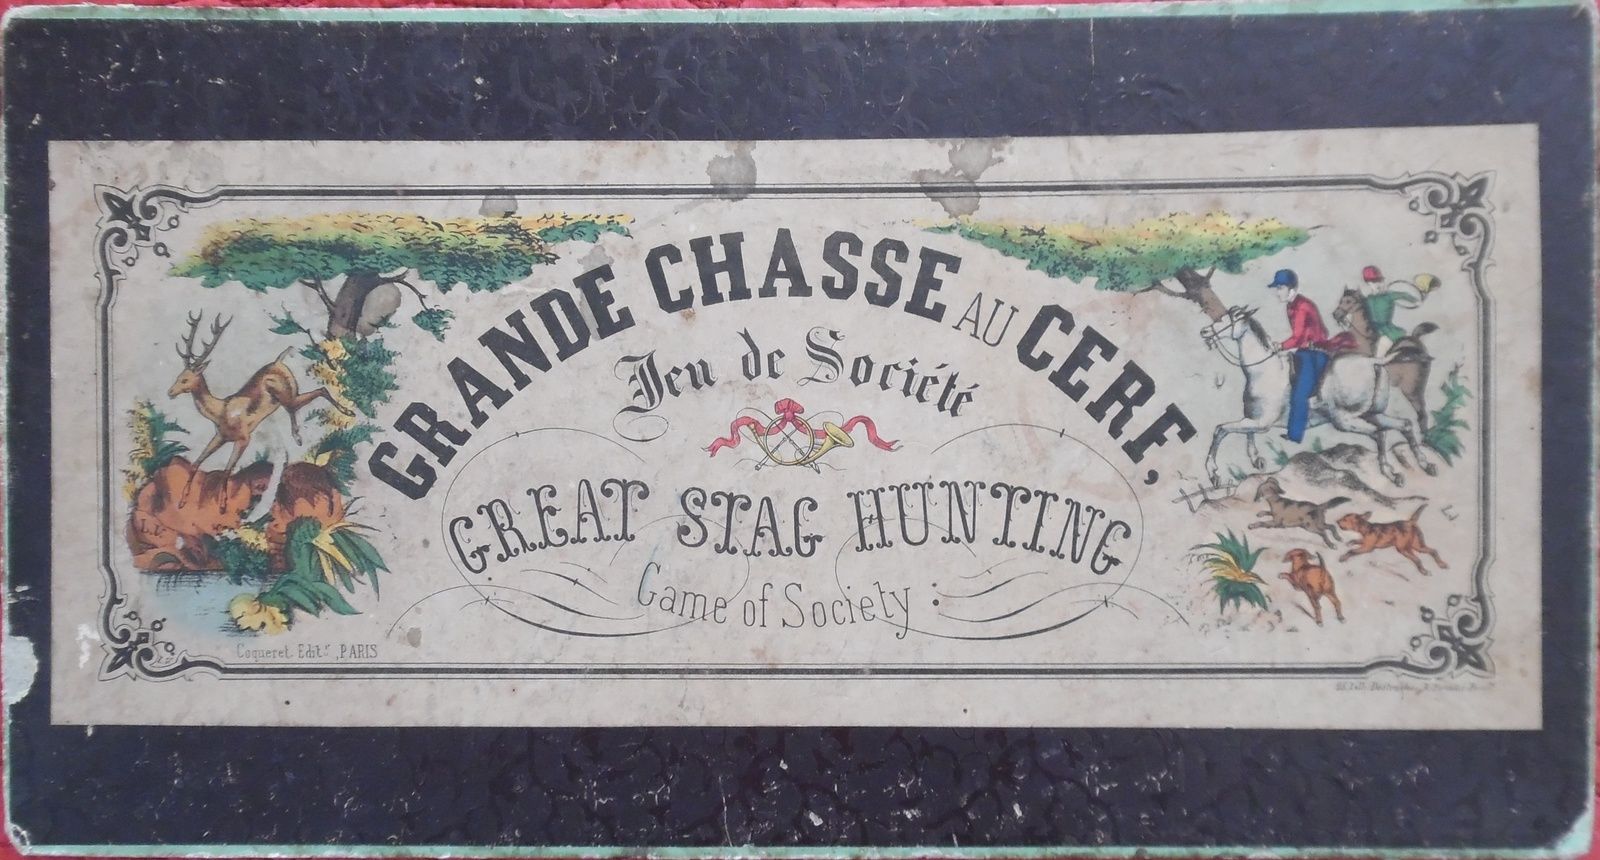 GRANDE CHASSE AU CERF,
Jeu de Société
GREAT STAG HUNTING
Game of Society :
Coqueret Edit.r, PARIS